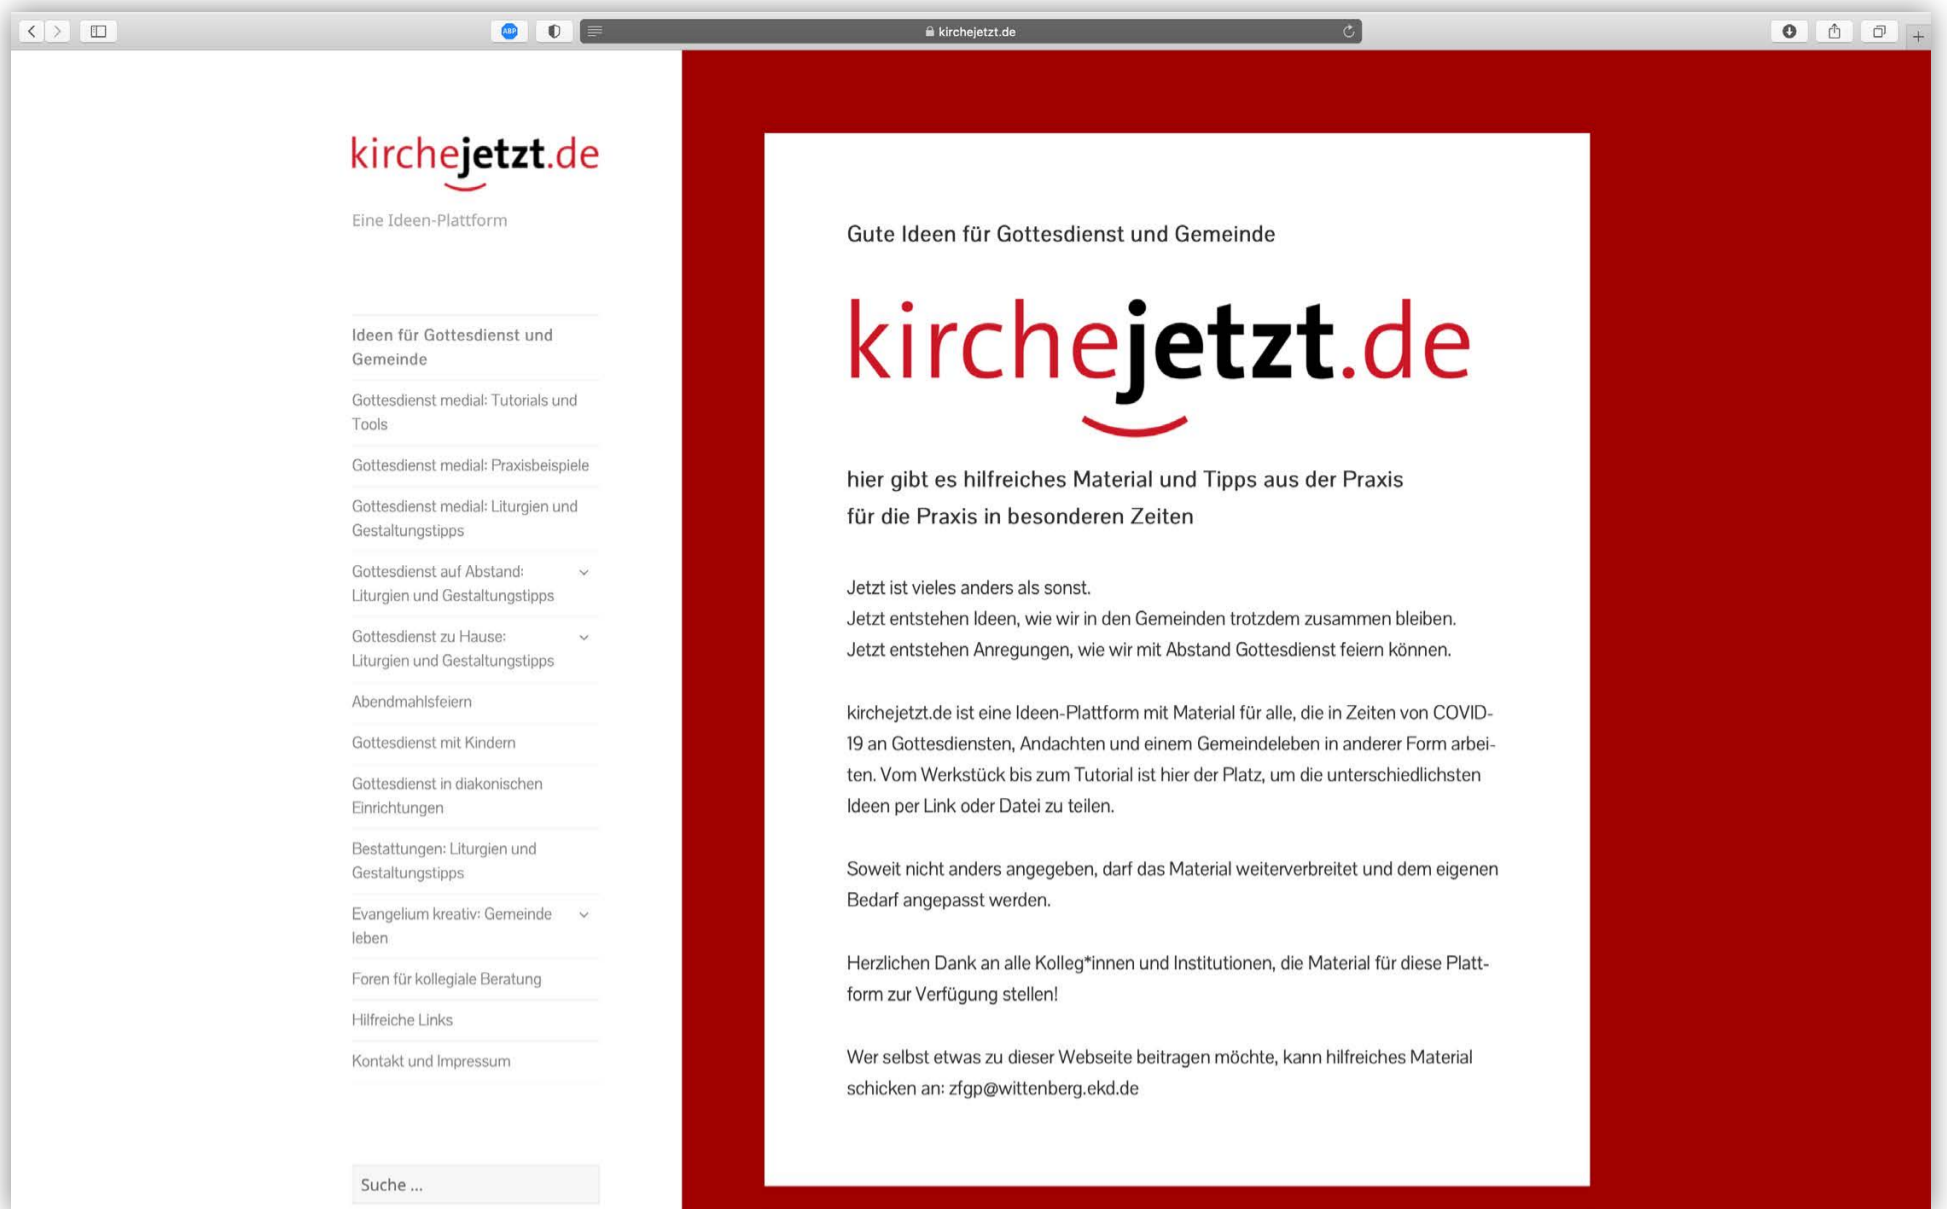 ABP
kirchejetzt.de
kirchejetzt.de
Eine Ideen-Plattform
Ideen für Gottesdienst und
Gemeinde
Gottesdienst medial: Tutorials und
Tools
Gottesdienst medial: Praxisbeispiele
Gottesdienst medial: Liturgien und
Gestaltungstipps
Gottesdienst auf Abstand:
Liturgien und Gestaltungstipps
Gottesdienst zu Hause:
Liturgien und Gestaltungstipps
Abendmahlsfeiern
Gottesdienst mit Kindern
Gottesdienst in diakonischen
Einrichtungen
Bestattungen: Liturgien und
Gestaltungstipps
Evangelium kreativ: Gemeinde
leben
Foren für kollegiale Beratung
Hilfreiche Links
Kontakt und Impressum
Suche ...
Gute Ideen für Gottesdienst und Gemeinde
kirchejetzt.de
hier gibt es hilfreiches Material und Tipps aus der Praxis
für die Praxis in besonderen Zeiten
Jetzt ist vieles anders als sonst.
Jetzt entstehen Ideen, wie wir in den Gemeinden trotzdem zusammen bleiben.
Jetzt entstehen Anregungen, wie wir mit Abstand Gottesdienst feiern können.
kirchejetzt.de ist eine Ideen-Plattform mit Material für alle, die in Zeiten von COVID-
19 an Gottesdiensten, Andachten und einem Gemeindeleben in anderer Form arbei-
ten. Vom Werkstück bis zum Tutorial ist hier der Platz, um die unterschiedlichsten
Ideen per Link oder Datei zu teilen.
Soweit nicht anders angegeben, darf das Material weiterverbreitet und dem eigenen
Bedarf angepasst werden.
Herzlichen Dank an alle Kolleg*innen und Institutionen, die Material für diese Platt-
form zur Verfügung stellen!
Wer selbst etwas zu dieser Webseite beitragen möchte, kann hilfreiches Material
schicken an: zfgp@wittenberg.ekd.de